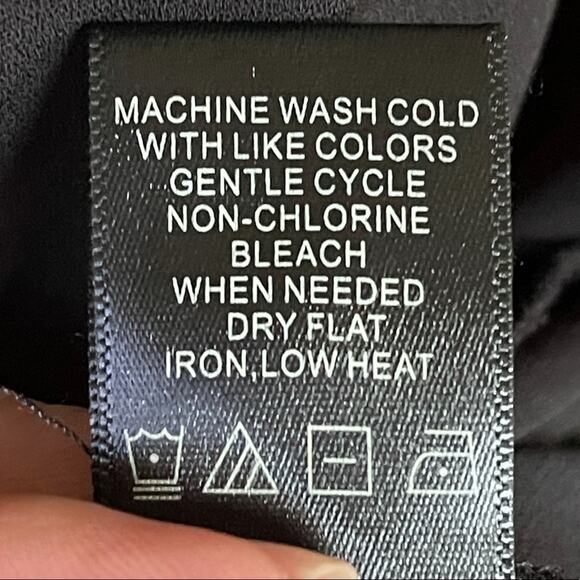 MACHINE WASH COLD
WITH LIKE COLORS
GENTLE CYCLE
NON-CHLORINE
BLEACH
WHEN NEEDED
DRY FLAT
IRON,LOW HEAT